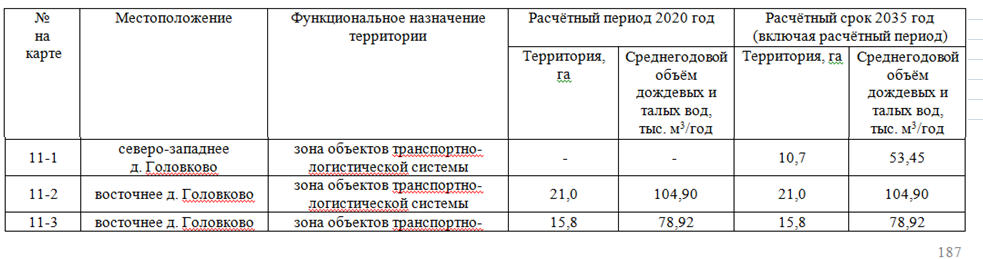 №
на
карте
Местоположение
Функциональное назначение
территории
Расчётный период 2020 год
Расчётный срок 2035 год
(включая расчётный период)
Территория,
га
Среднегодовой
объём
дождевых и
талых вод,
тыс. м³/год
Территория, га
Среднегодовой
объём
дождевых и
талых вод,
тыс. м³/год
11-1
северо-западнее
д. Головково
зона объектов транспортно-
логистической системы
-
-
10,7
53,45
11-2
восточнее д. Головково
зона объектов транспортно-
логистической системы
21,0
104,90
21,0
104,90
11-3
восточнее д. Головково
зона объектов транспортно-
15,8
78,92
15,8
78,92
187